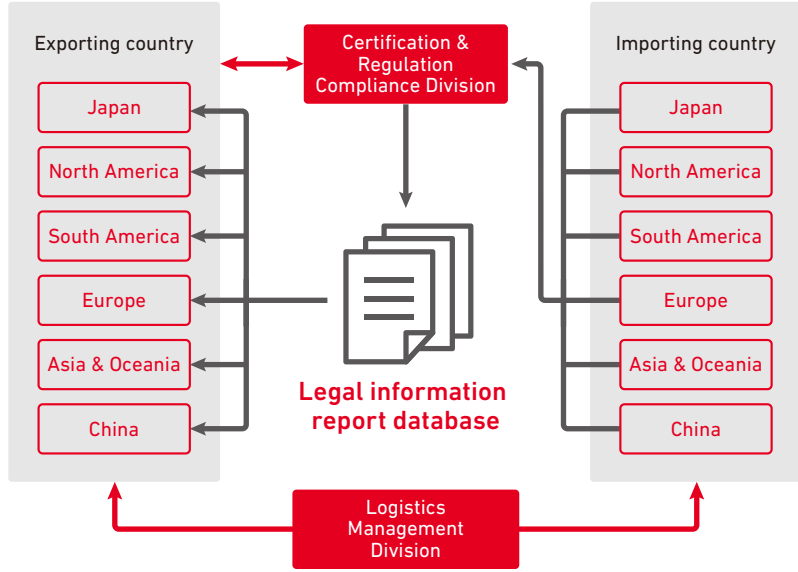 Exporting country
Japan
North America
South America
Europe
Asia & Oceania
China
Certification &
Regulation
Compliance Division
Legal information
report database
Logistics
Management
Division
Importing country
Japan
North America
South America
Europe
Asia & Oceania
China